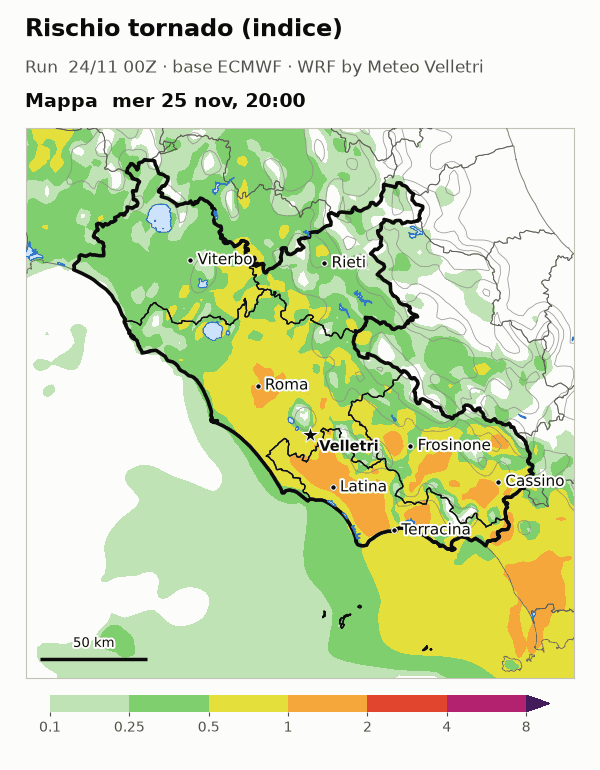 Rischio tornado (indice)
Run  24/11 00Z · base ECMWF · WRF by Meteo Velletri
Mappa  mer 25 nov, 20:00
Viterbo
Rieti
Roma
Velletri
Frosinone
Cassino
Latina
Terracina
50 km
0.1 0.25 0.5 1 2 4 8